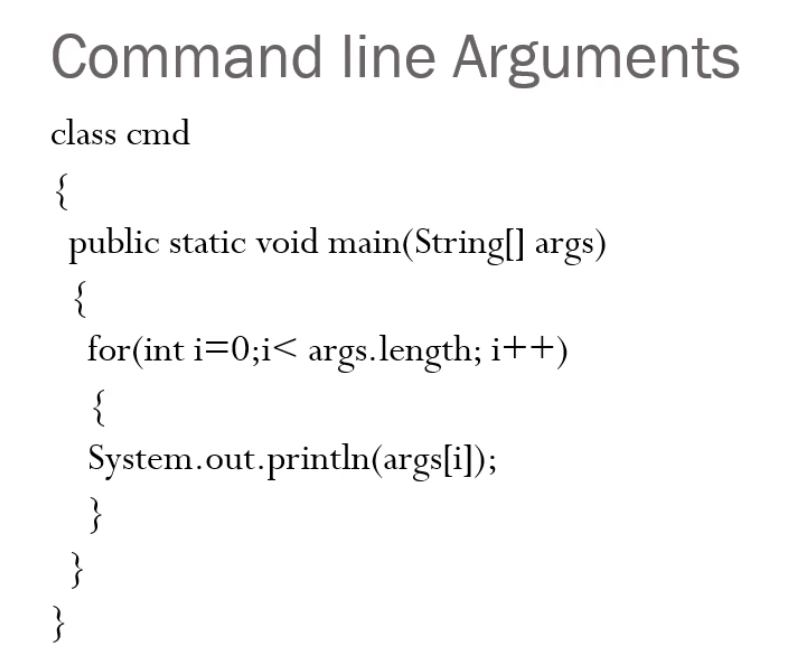 Command line Arguments
class cmd
{
public static void main(String[] args)
{
for(int i=0;i< args.length; i++)
{
System.out.println(args[i]);
}
}
}